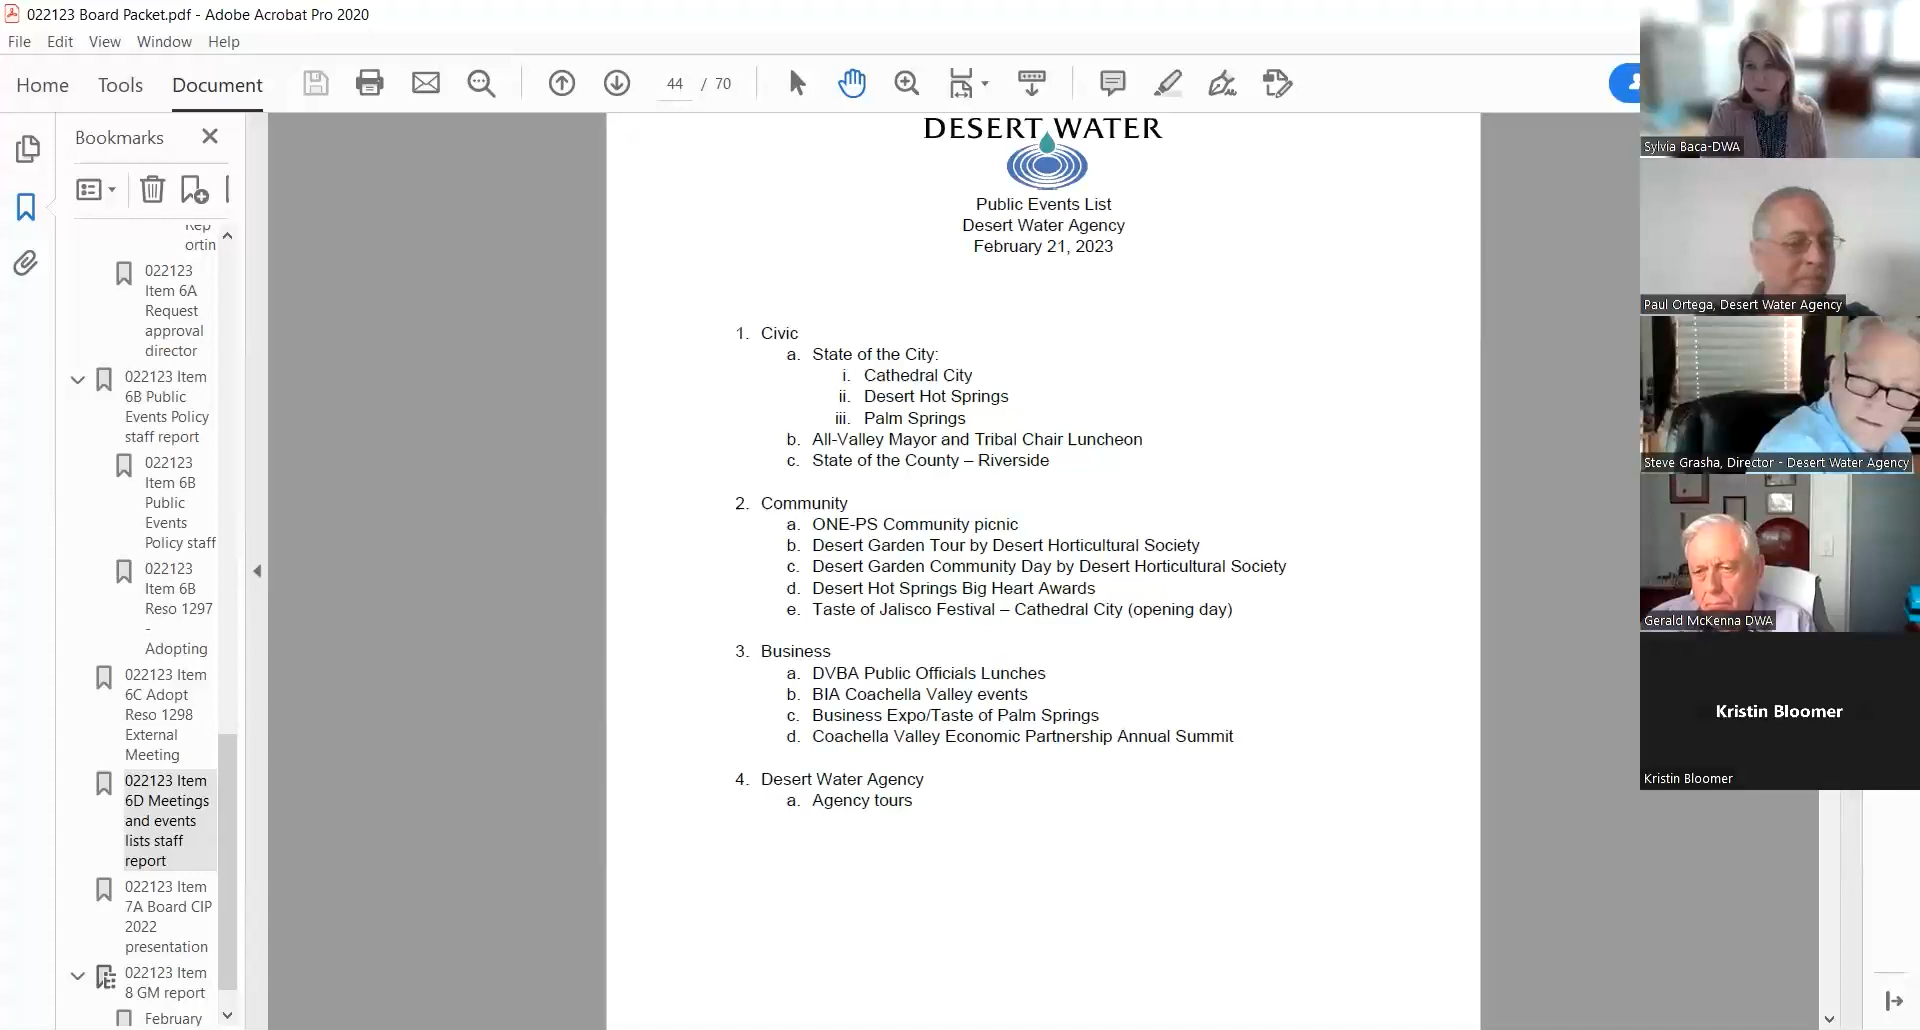 022123 Board Packet.pdf - Adobe Acrobat Pro 2020
File Edit View Window Help
Home Tools Document 44 / 70
Bookmarks
Rep
ortin
022123
Item 6A
Request
approval
director
022123 Item
6B Public
Events Policy
staff report
022123
Item 6B
Public
Events
Policy staff
022123
Item 6B
Reso 1297
-
Adopting
022123 Item
6C Adopt
Reso 1298
External
Meeting
022123 Item
6D Meetings
and events
lists staff
report
022123 Item
7A Board CIP
2022
presentation
022123 Item
8 GM report
February
DESERT WATER
Public Events List
Desert Water Agency
February 21, 2023
1. Civic
a. State of the City:
i. Cathedral City
ii. Desert Hot Springs
iii. Palm Springs
b. All-Valley Mayor and Tribal Chair Luncheon
c. State of the County – Riverside
2. Community
a. ONE-PS Community picnic
b. Desert Garden Tour by Desert Horticultural Society
c. Desert Garden Community Day by Desert Horticultural Society
d. Desert Hot Springs Big Heart Awards
e. Taste of Jalisco Festival – Cathedral City (opening day)
3. Business
a. DVBA Public Officials Lunches
b. BIA Coachella Valley events
c. Business Expo/Taste of Palm Springs
d. Coachella Valley Economic Partnership Annual Summit
4. Desert Water Agency
a. Agency tours
Sylvia Baca-DWA
Paul Ortega, Desert Water Agency
Steve Grasha, Director - Desert Water Agency
Gerald McKenna DWA
Kristin Bloomer
Kristin Bloomer